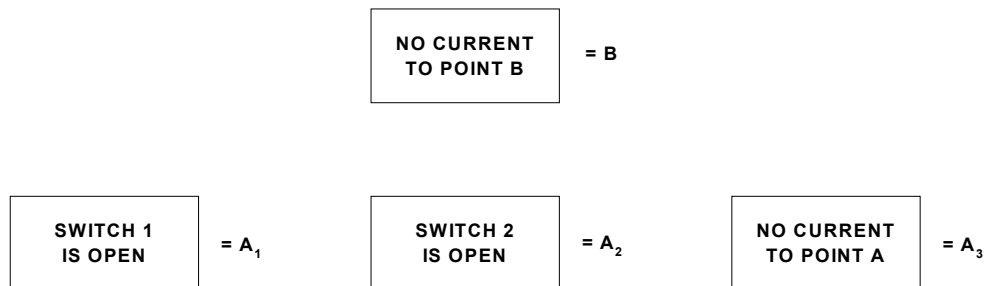 NO CURRENT
TO POINT B
= B
SWITCH 1
IS OPEN
= A1
SWITCH 2
IS OPEN
= A2
NO CURRENT
TO POINT A
= A3